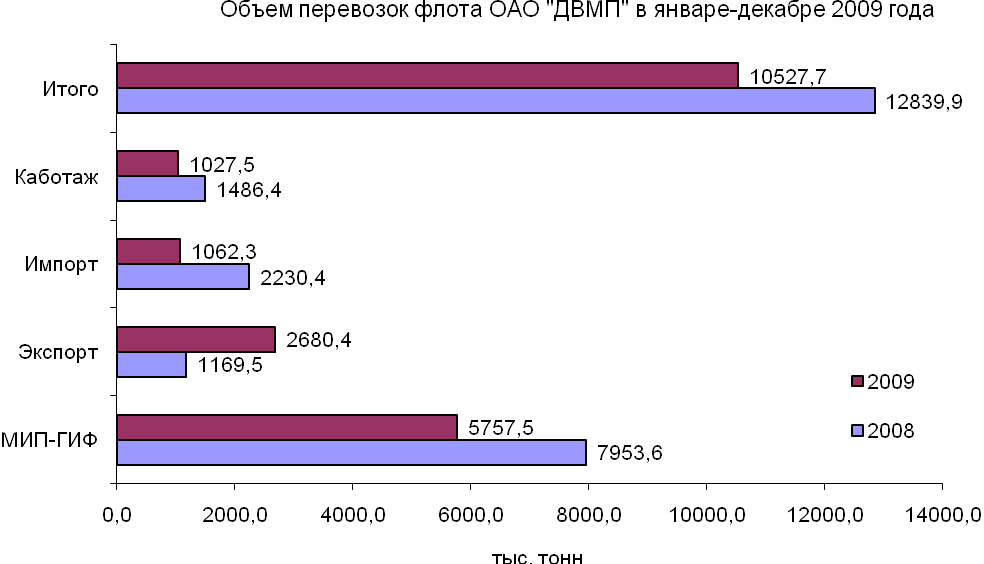 Объем перевозок флота ОАО "ДВМП" в январе-декабре 2009 года
Итого
10527,7
12839,9
Каботаж
1027,5
1486,4
Импорт
1062,3
2230,4
Экспорт
2680,4
1169,5
2009
2008
МИП-ГИФ
5757,5
7953,6
0,0 2000,0 4000,0 6000,0 8000,0 10000,0 12000,0 14000,0
тыс. тонн